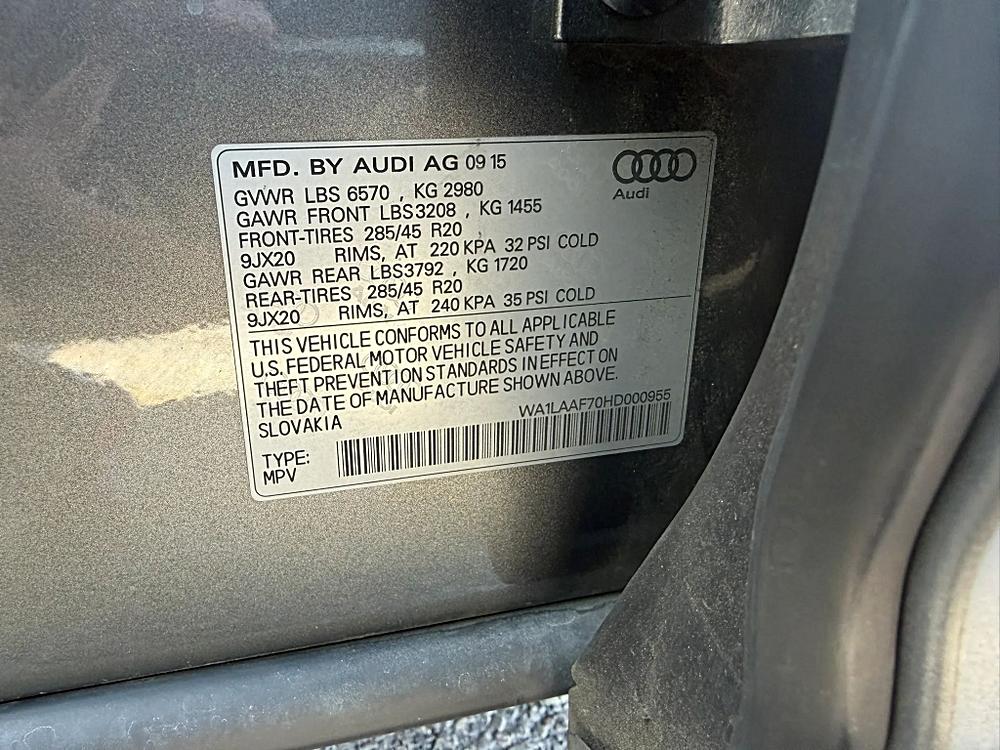 MFD. BY AUDI AG 09 15
Audi
GVWR LBS 6570 , KG 2980
GAWR FRONT LBS3208 , KG 1455
FRONT-TIRES 285/45 R20
9JX20 RIMS, AT 220 KPA 32 PSI COLD
GAWR REAR LBS3792 , KG 1720
REAR-TIRES 285/45 R20
9JX20 RIMS, AT 240 KPA 35 PSI COLD
THIS VEHICLE CONFORMS TO ALL APPLICABLE
U.S. FEDERAL MOTOR VEHICLE SAFETY AND
THEFT PREVENTION STANDARDS IN EFFECT ON
THE DATE OF MANUFACTURE SHOWN ABOVE.
SLOVAKIA
WA1LAAF70HD000955
TYPE:
MPV